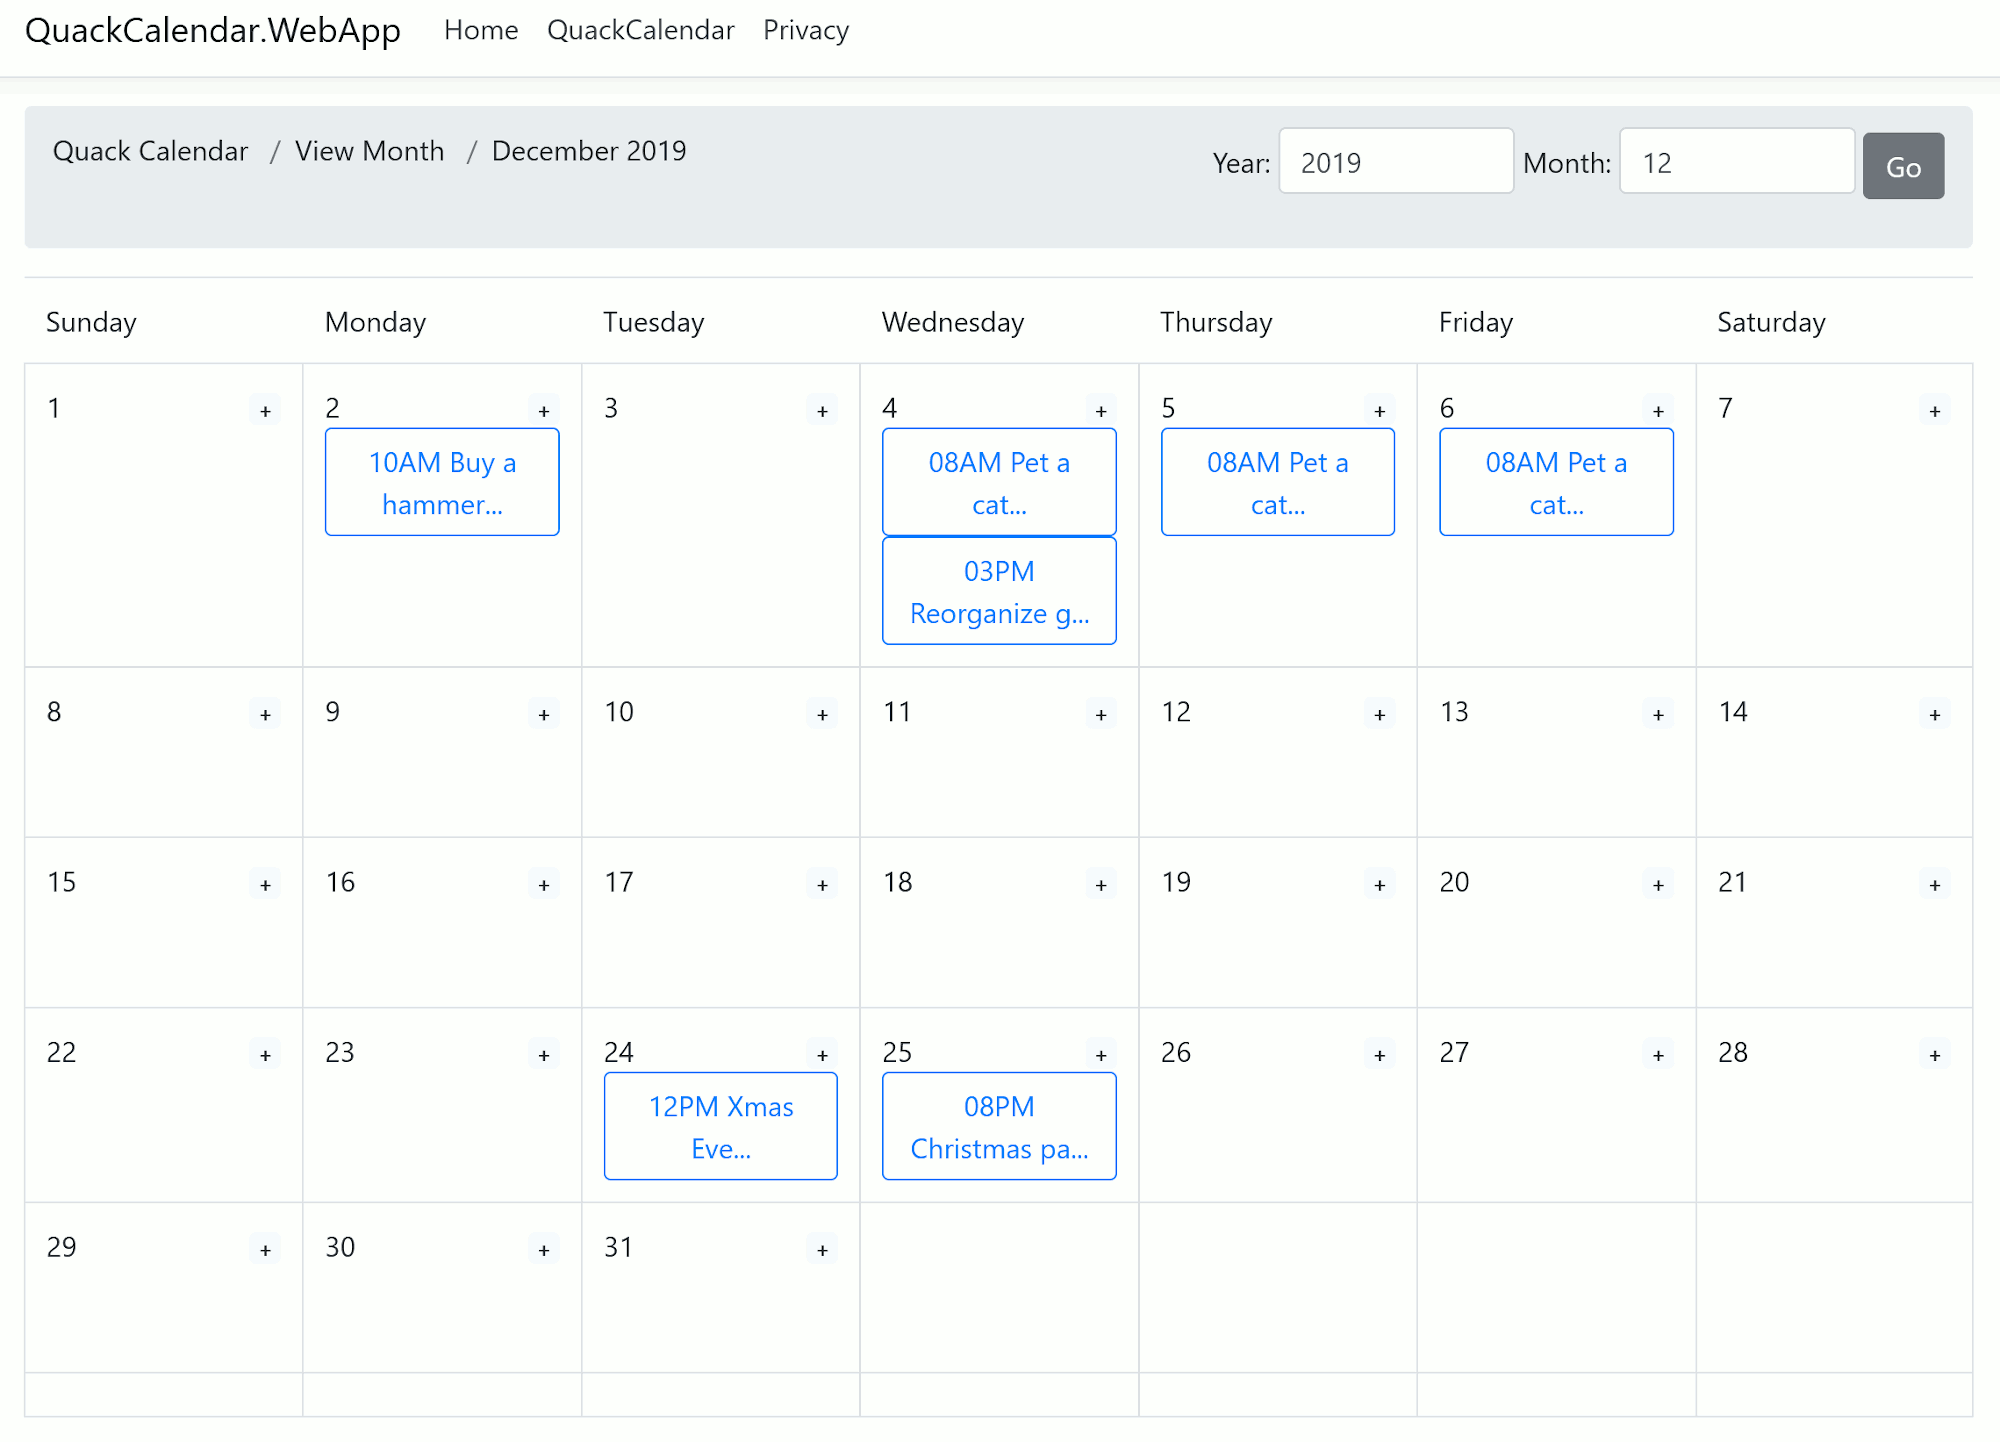 QuackCalendar.WebApp Home QuackCalendar Privacy
Quack Calendar / View Month / December 2019 Year: 2019 Month: 12 Go
Sunday Monday Tuesday Wednesday Thursday Friday Saturday
1 + 2 + 3 + 4 + 5 + 6 + 7 +
10AM Buy a
hammer...
08AM Pet a
cat...
03PM
Reorganize g...
08AM Pet a
cat...
08AM Pet a
cat...
8 + 9 + 10 + 11 + 12 + 13 + 14 +
15 + 16 + 17 + 18 + 19 + 20 + 21 +
22 + 23 + 24 + 25 + 26 + 27 + 28 +
12PM Xmas
Eve...
08PM
Christmas pa...
29 + 30 + 31 +